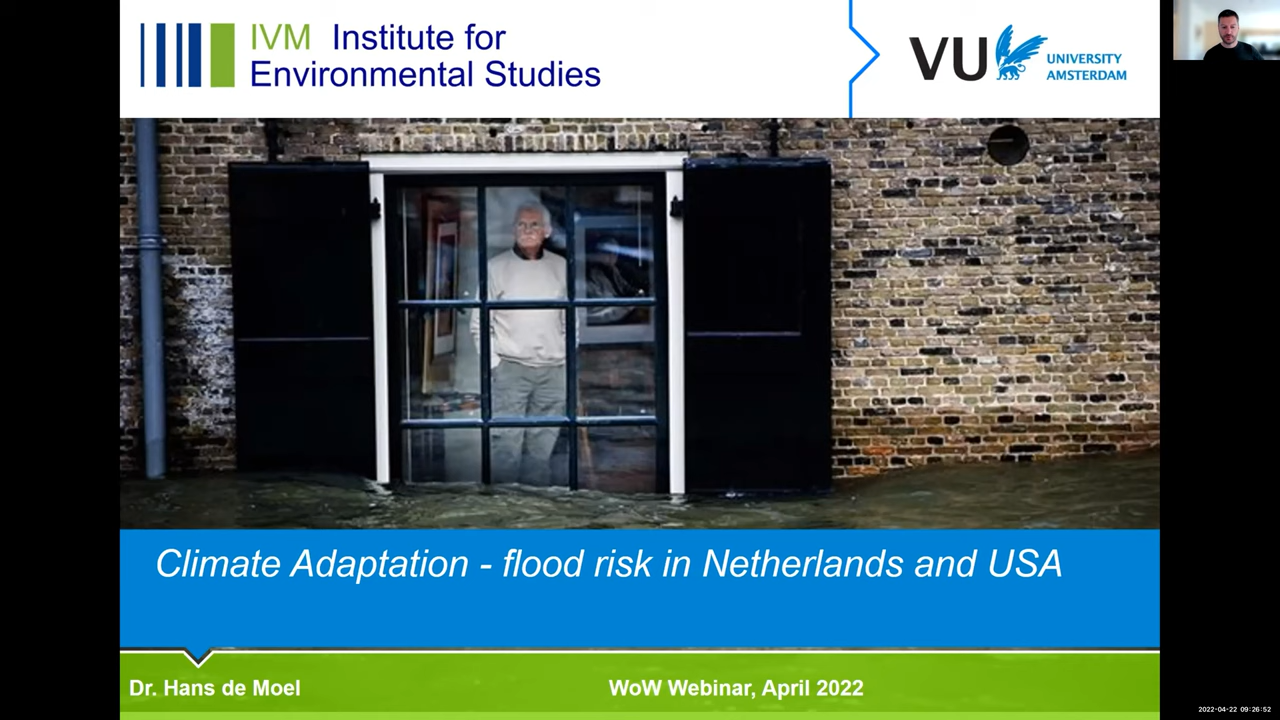 IVM Institute for
Environmental Studies
VU UNIVERSITY
AMSTERDAM
Climate Adaptation - flood risk in Netherlands and USA
Dr. Hans de Moel
WoW Webinar, April 2022
2022-04-22 09:26:52